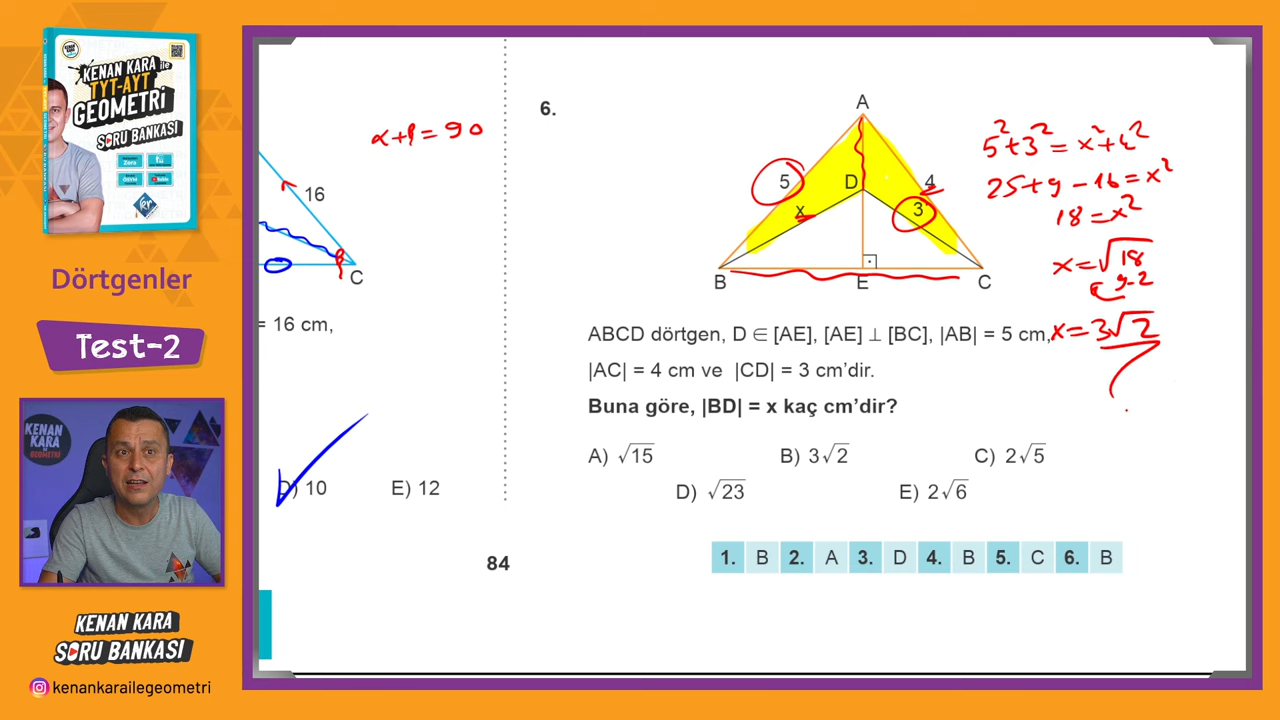 KENAN KARA ile
TYT-AYT
GEOMETRİ
SORU BANKASI
Dörtgenler
Test-2
KENAN
KARA
GEOMETRİ
KENAN KARA
SORU BANKASI
kenankarailegeometri
α+β=90
16
C
= 16 cm,
D) 10
E) 12
84
6.
A
5
D
4
x
3
B
E
C
5²+3²=x²+4²
25+9-16=x²
18=x²
x=√18
9·2
x=3√2
ABCD dörtgen, D ∈ [AE], [AE] ⊥ [BC], |AB| = 5 cm,
|AC| = 4 cm ve |CD| = 3 cm'dir.
Buna göre, |BD| = x kaç cm'dir?
A) √15
B) 3√2
C) 2√5
D) √23
E) 2√6
1. B 2. A 3. D 4. B 5. C 6. B